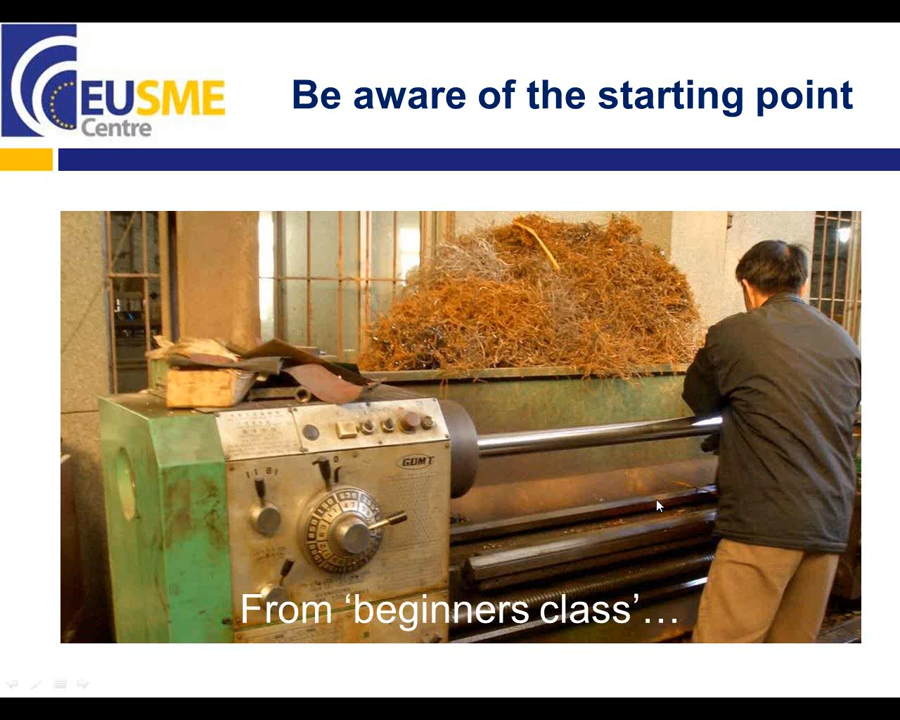 EUSME
Centre
Be aware of the starting point
GDMT
From ‘beginners class’…